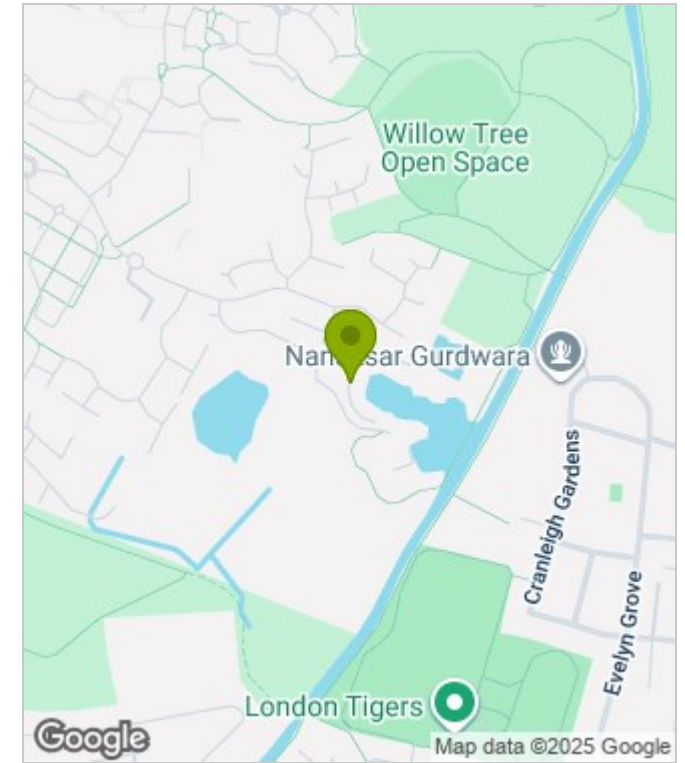 Willow Tree
Open Space
Gurdwara
Cranleigh Gardens
Evelyn Grove
London Tigers
Google
Map data ©2025 Google